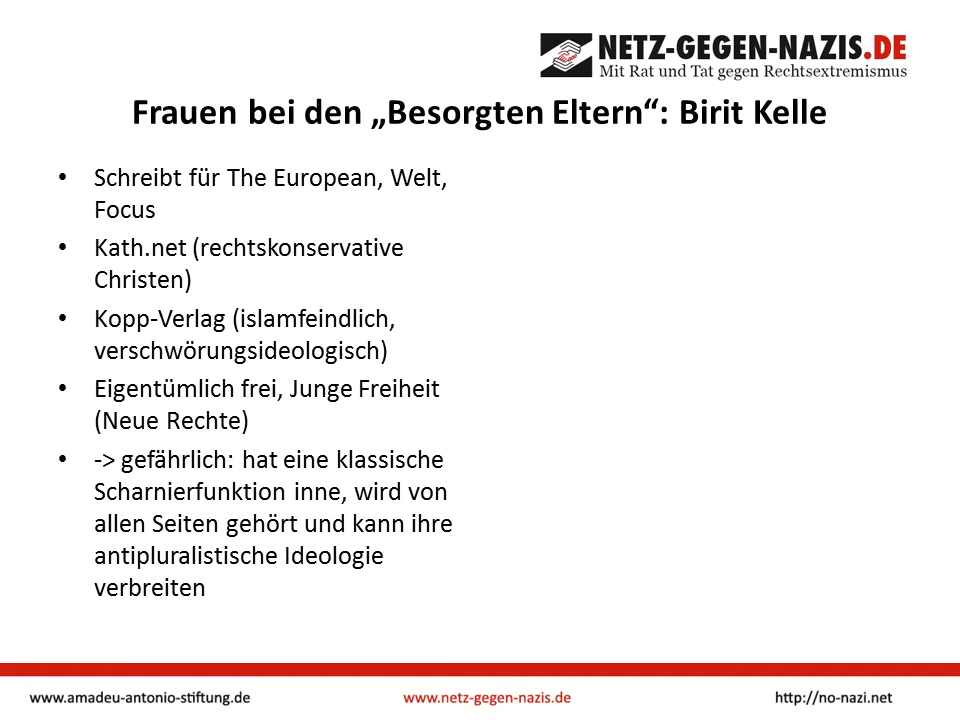 NETZ-GEGEN-NAZIS.DE
Mit Rat und Tat gegen Rechtsextremismus
Frauen bei den „Besorgten Eltern“: Birit Kelle
• Schreibt für The European, Welt,
Focus
• Kath.net (rechtskonservative
Christen)
• Kopp-Verlag (islamfeindlich,
verschwörungsideologisch)
• Eigentümlich frei, Junge Freiheit
(Neue Rechte)
• -> gefährlich: hat eine klassische
Scharnierfunktion inne, wird von
allen Seiten gehört und kann ihre
antipluralistische Ideologie
verbreiten
www.amadeu-antonio-stiftung.de www.netz-gegen-nazis.de http://no-nazi.net